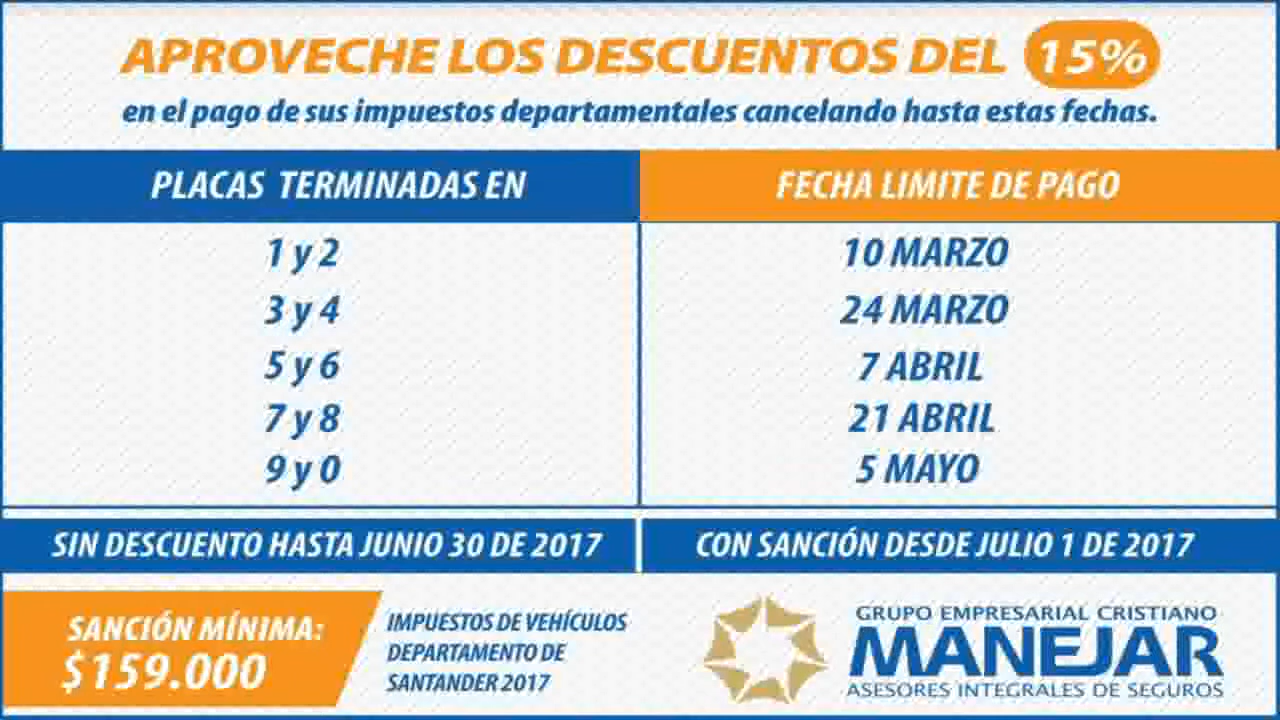 APROVECHE LOS DESCUENTOS DEL 15%
en el pago de sus impuestos departamentales cancelando hasta estas fechas.
PLACAS TERMINADAS EN FECHA LIMITE DE PAGO
1 y 2 10 MARZO
3 y 4 24 MARZO
5 y 6 7 ABRIL
7 y 8 21 ABRIL
9 y 0 5 MAYO
SIN DESCUENTO HASTA JUNIO 30 DE 2017 CON SANCIÓN DESDE JULIO 1 DE 2017
SANCIÓN MÍNIMA:
$159.000
IMPUESTOS DE VEHÍCULOS
DEPARTAMENTO DE
SANTANDER 2017
GRUPO EMPRESARIAL CRISTIANO
MANEJAR
ASESORES INTEGRALES DE SEGUROS